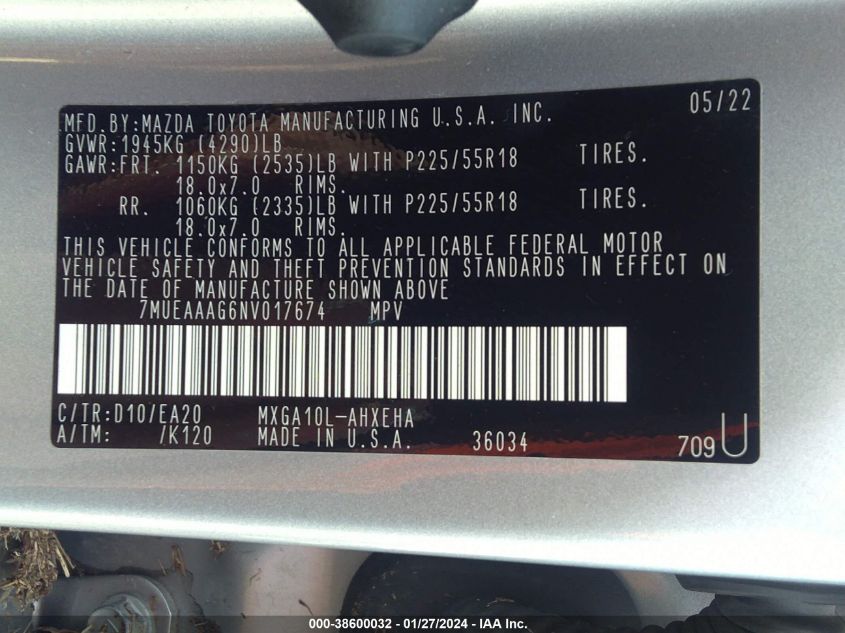 05/22
MFD.BY:MAZDA TOYOTA MANUFACTURING U.S.A. INC.
GVWR:1945KG (4290)LB
GAWR:FRT. 1150KG (2535)LB WITH P225/55R18 TIRES.
18.0x7.0 RIMS.
RR. 1060KG (2335)LB WITH P225/55R18 TIRES.
18.0x7.0 RIMS.
THIS VEHICLE CONFORMS TO ALL APPLICABLE FEDERAL MOTOR
VEHICLE SAFETY AND THEFT PREVENTION STANDARDS IN EFFECT ON
THE DATE OF MANUFACTURE SHOWN ABOVE
7MUEAAAG6NV017674 MPV
C/TR:D10/EA20 MXGA10L-AHXEHA
A/TM: /K120 MADE IN U.S.A. 36034 709U
000-38600032 - 01/27/2024 - IAA Inc.